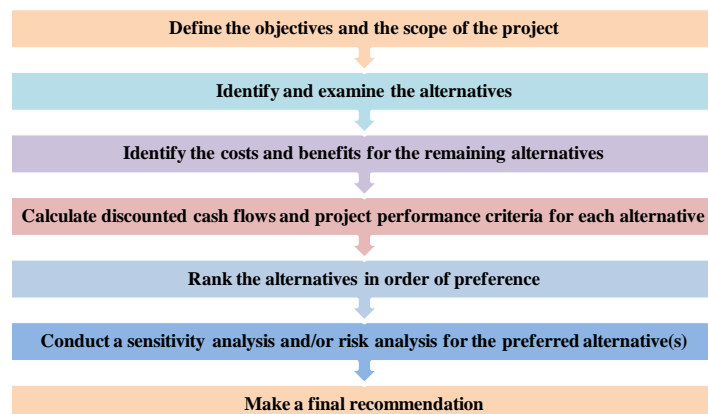 Define the objectives and the scope of the project
Identify and examine the alternatives
Identify the costs and benefits for the remaining alternatives
Calculate discounted cash flows and project performance criteria for each alternative
Rank the alternatives in order of preference
Conduct a sensitivity analysis and/or risk analysis for the preferred alternative(s)
Make a final recommendation